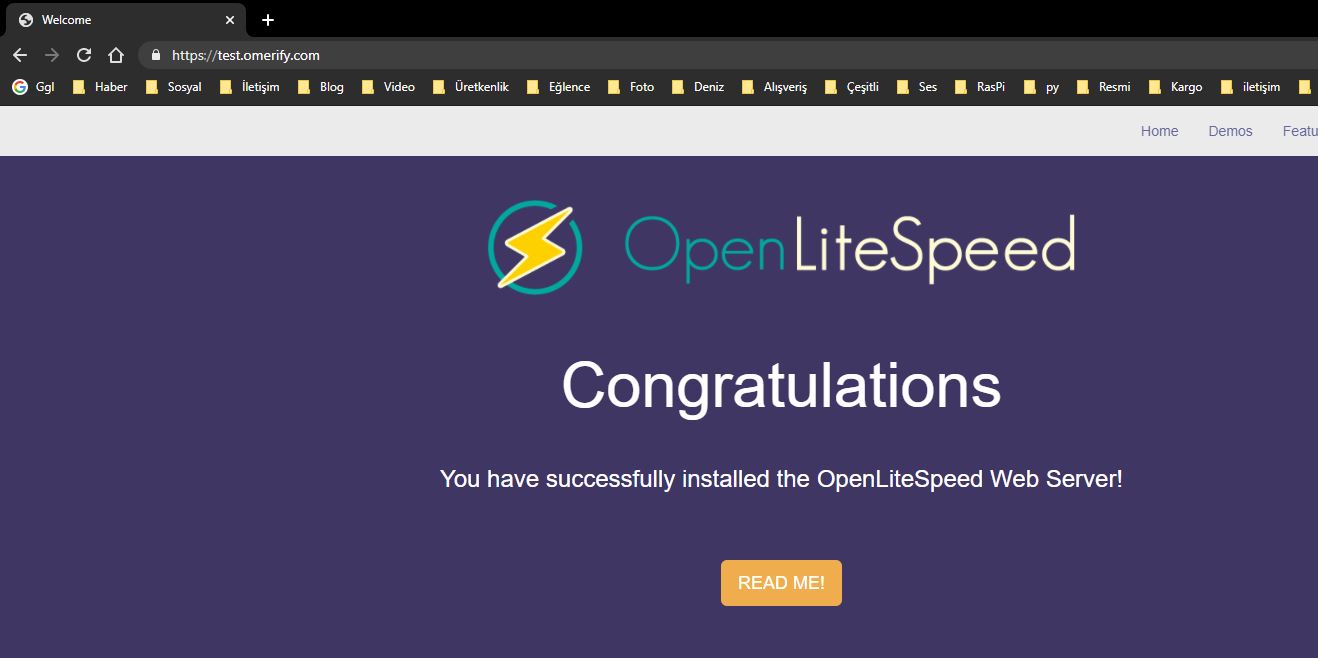 Welcome
https://test.omerify.com
Ggl Haber Sosyal İletişim Blog Video Üretkenlik Eğlence Foto Deniz Alışveriş Çeşitli Ses RasPi py Resmi Kargo iletişim
Home Demos Featu
OpenLiteSpeed
Congratulations
You have successfully installed the OpenLiteSpeed Web Server!
READ ME!